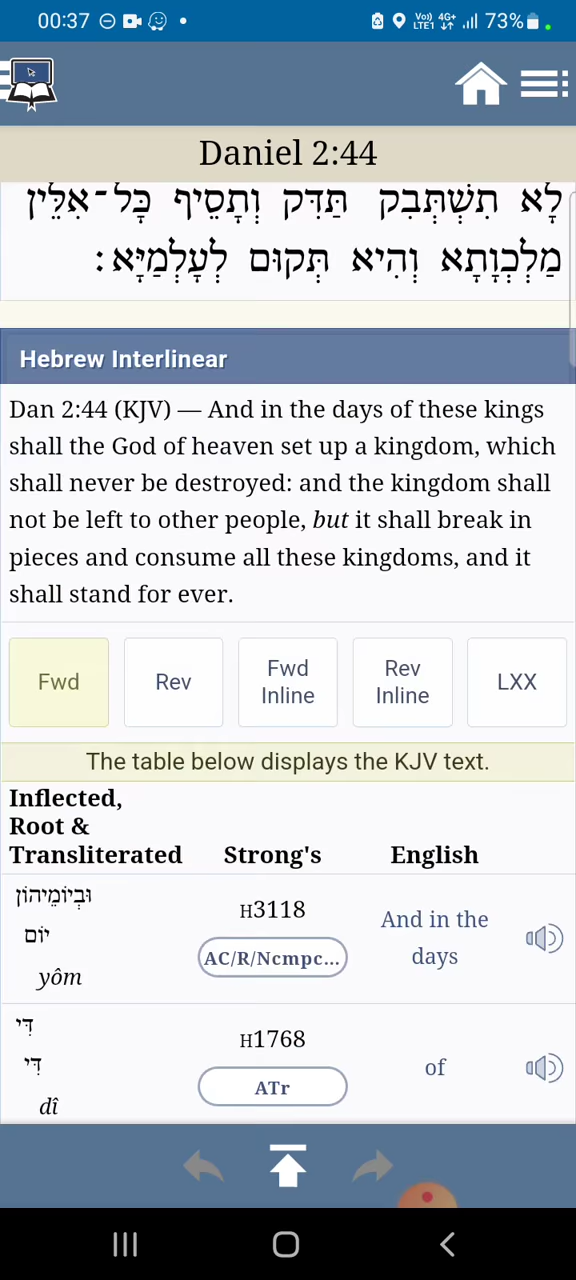 00:37
Vo)) 4G+
LTE1
73%
Daniel 2:44
לָא תִשְׁתְּבִק תַּדִּק וְתָסֵיף כָּל־אִלֵּין
מַלְכְוָתָא וְהִיא תְּקוּם לְעָלְמַיָּא׃
Hebrew Interlinear
Dan 2:44 (KJV) — And in the days of these kings
shall the God of heaven set up a kingdom, which
shall never be destroyed: and the kingdom shall
not be left to other people, but it shall break in
pieces and consume all these kingdoms, and it
shall stand for ever.
Fwd
Rev
Fwd
Inline
Rev
Inline
LXX
The table below displays the KJV text.
Inflected,
Root &
Transliterated
Strong's
English
וּבְיוֹמֵיהוֹן
יוֹם
yôm
H3118
AC/R/Ncmpc...
And in the
days
דִּי
דִּי
dî
H1768
ATr
of